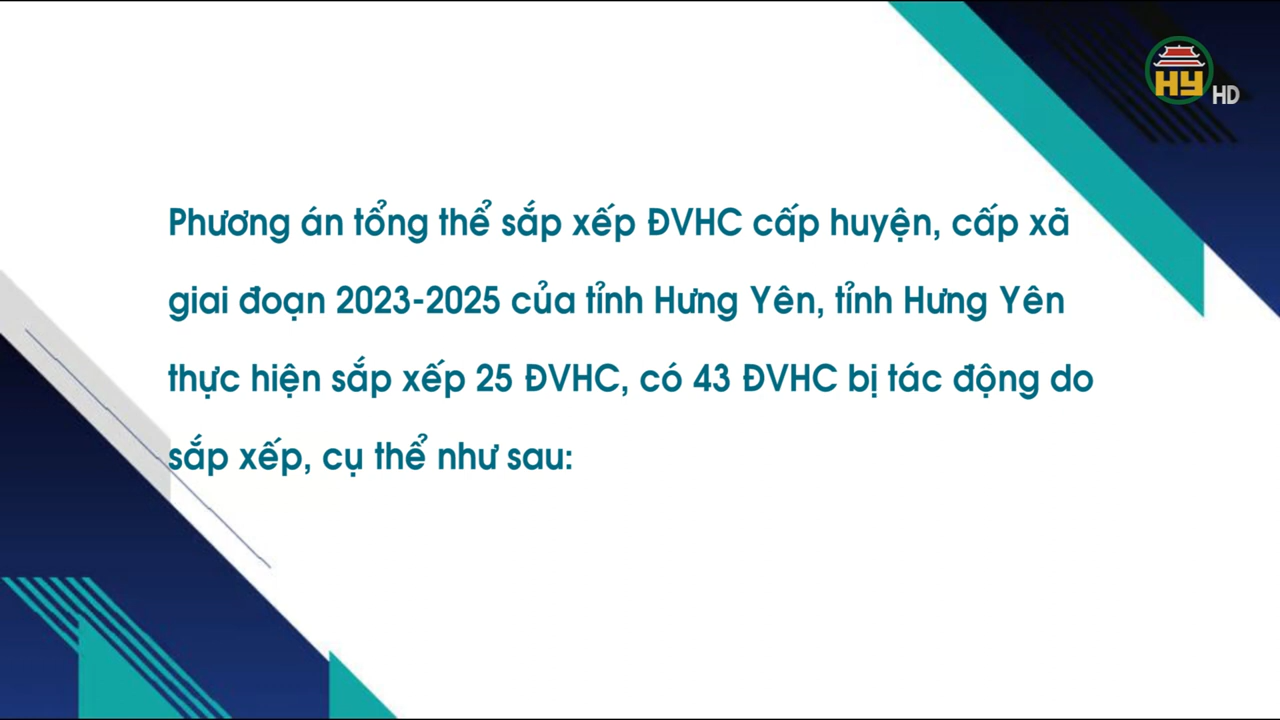 HY HD
Phương án tổng thể sắp xếp ĐVHC cấp huyện, cấp xã
giai đoạn 2023-2025 của tỉnh Hưng Yên, tỉnh Hưng Yên
thực hiện sắp xếp 25 ĐVHC, có 43 ĐVHC bị tác động do
sắp xếp, cụ thể như sau: